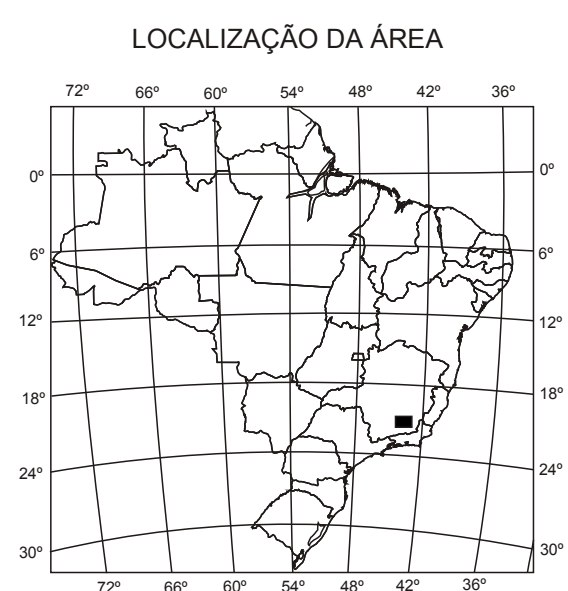 LOCALIZAÇÃO DA ÁREA
72º 66º 60º 54º 48º 42º 36º
0º 0º
6º 6º
12º 12º
18º 18º
24º 24º
30º 30º
72º 66º 60º 54º 48º 42º 36º